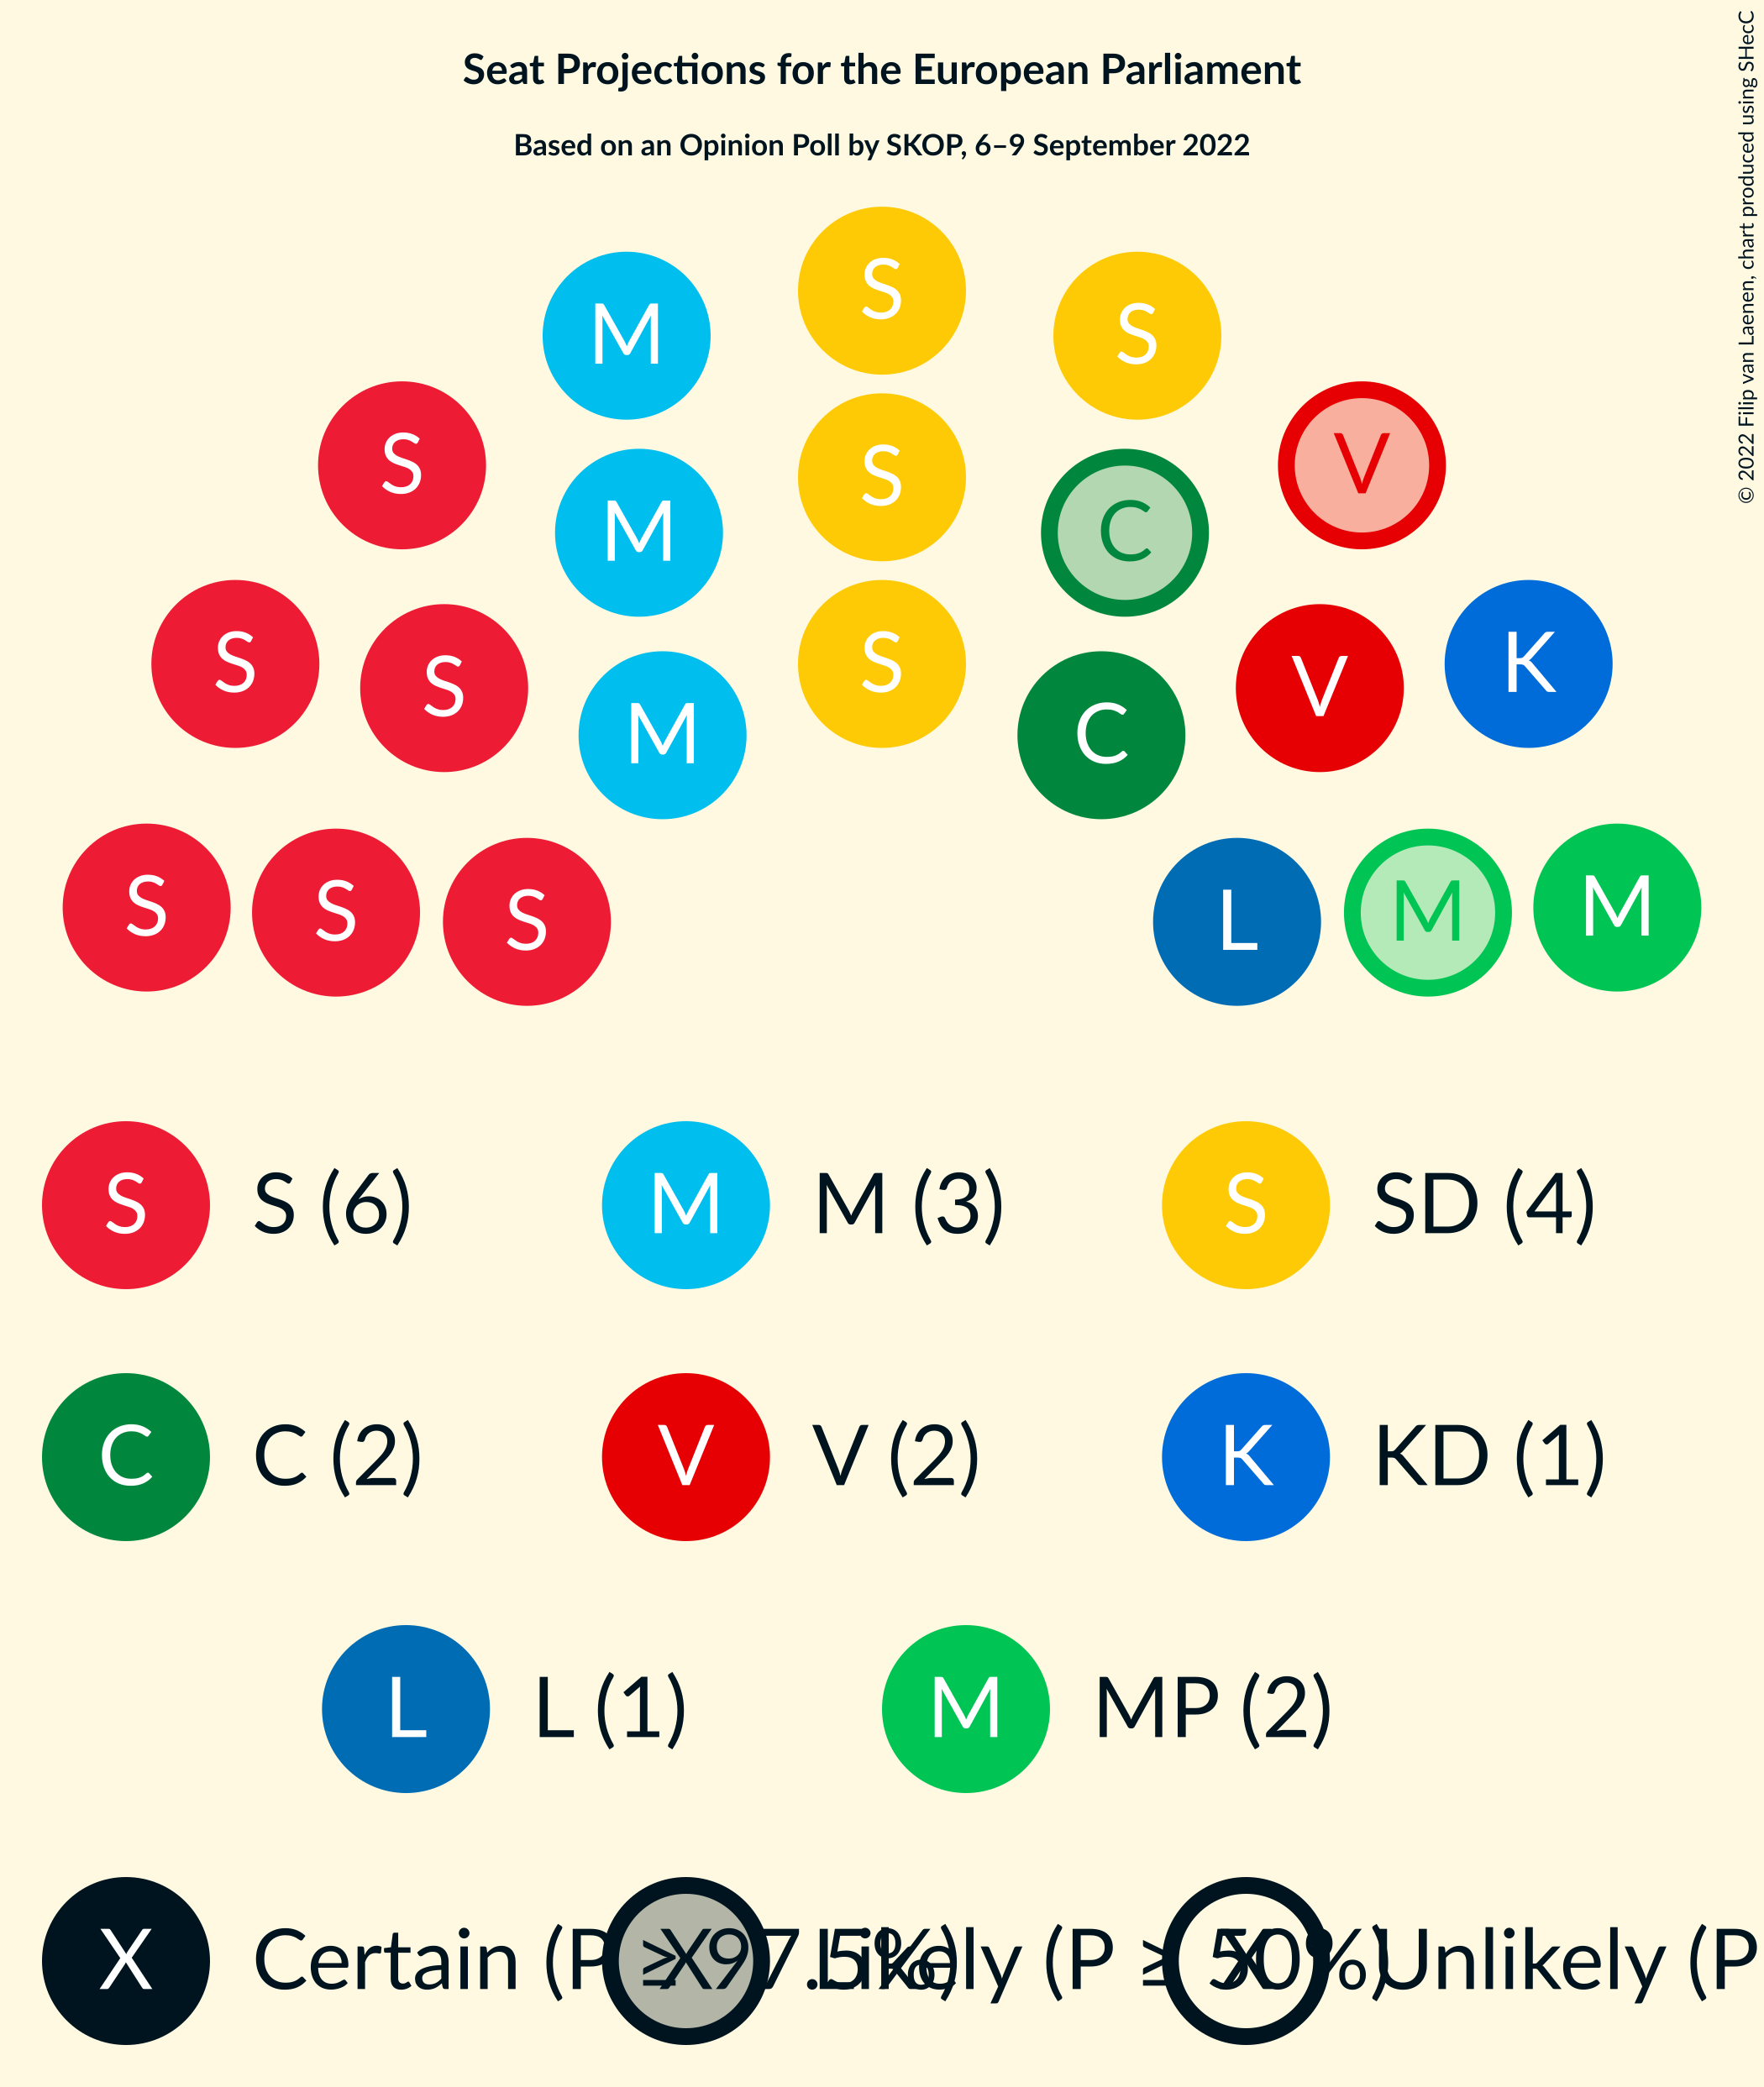 Seat Projections for the European Parliament
Based on an Opinion Poll by SKOP, 6–9 September 2022
© 2022 Filip van Laenen, chart produced using SHecC
S
M S
S V
S
M C
S K
S V
M C
S M
S M
S L
S S (6) M M (3) S SD (4)
C C (2) V V (2) K KD (1)
L L (1) M MP (2)
X Certain (P ≥ 97.5%) X Likely (P ≥ 50%) X Unlikely (P